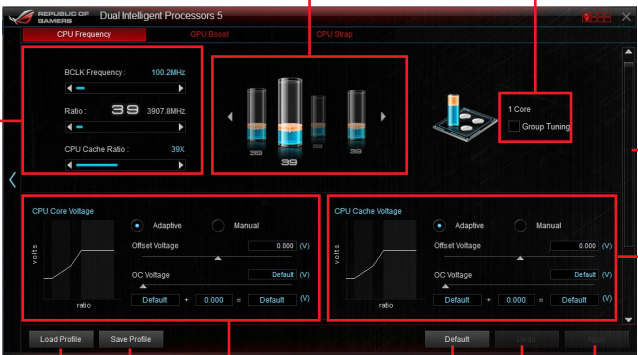 REPUBLIC OF
GAMERS
Dual Intelligent Processors 5
CPU Frequency
GPU Boost
CPU Strap
BCLK Frequency :
100.2MHz
Ratio :
39
3907.8MHz
CPU Cache Ratio :
39X
39
39
39
1 Core
Group Tuning
CPU Core Voltage
Adaptive
Manual
Offset Voltage
0.000
(V)
OC Voltage
Default
(V)
Default + 0.000 = Default (V)
volts
ratio
CPU Cache Voltage
Adaptive
Manual
Offset Voltage
0.000
(V)
OC Voltage
Default
(V)
Default + 0.000 = Default (V)
volts
ratio
Load Profile
Save Profile
Default
Undo
Apply